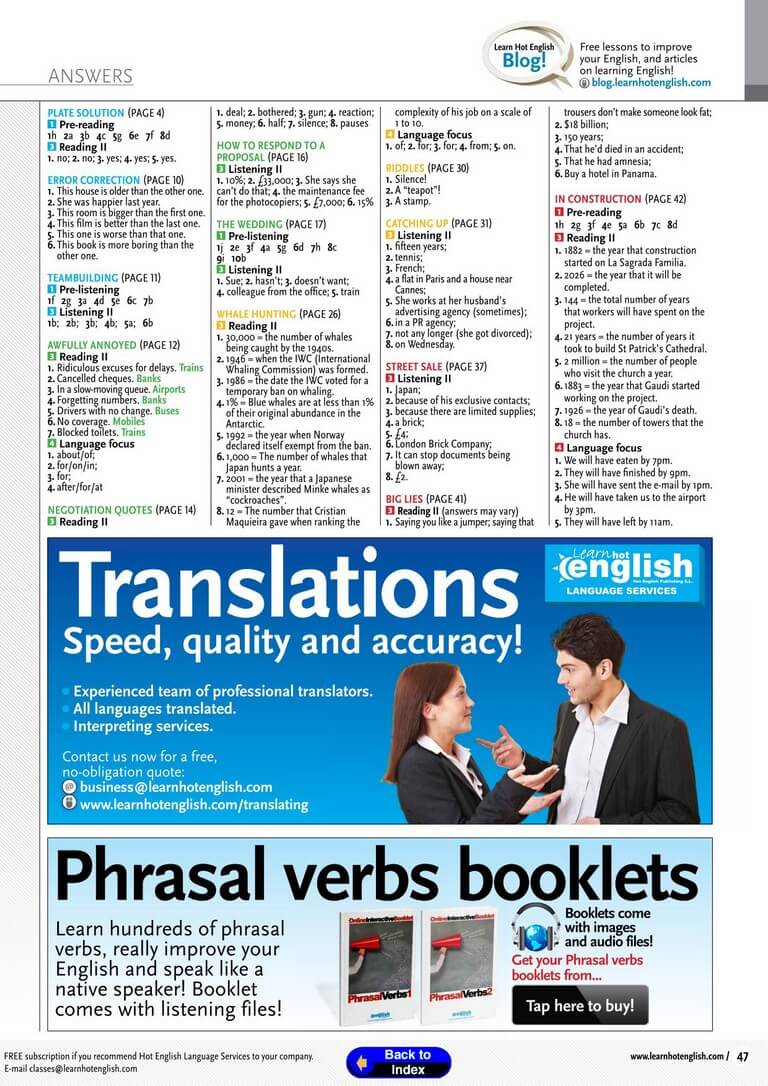 ANSWERS
Learn Hot English
Blog!
Free lessons to improve
your English, and articles
on learning English!
blog.learnhotenglish.com
PLATE SOLUTION (PAGE 4)
1 Pre-reading
1h 2a 3b 4c 5g 6e 7f 8d
3 Reading II
1. no; 2. no; 3. yes; 4. yes; 5. yes.
ERROR CORRECTION (PAGE 10)
1. This house is older than the other one.
2. She was happier last year.
3. This room is bigger than the first one.
4. This film is better than the last one.
5. This one is worse than that one.
6. This book is more boring than the
other one.
TEAMBUILDING (PAGE 11)
1 Pre-listening
1f 2g 3a 4d 5e 6c 7b
3 Listening II
1b; 2b; 3b; 4b; 5a; 6b
AWFULLY ANNOYED (PAGE 12)
3 Reading II
1. Ridiculous excuses for delays. Trains
2. Cancelled cheques. Banks
3. In a slow-moving queue. Airports
4. Forgetting numbers. Banks
5. Drivers with no change. Buses
6. No coverage. Mobiles
7. Blocked toilets. Trains
4 Language focus
1. about/of;
2. for/on/in;
3. for;
4. after/for/at
NEGOTIATION QUOTES (PAGE 14)
3 Reading II
1. deal; 2. bothered; 3. gun; 4. reaction;
5. money; 6. half; 7. silence; 8. pauses
HOW TO RESPOND TO A
PROPOSAL (PAGE 16)
3 Listening II
1. 10%; 2. £33,000; 3. She says she
can't do that; 4. the maintenance fee
for the photocopiers; 5. £7,000; 6. 15%
THE WEDDING (PAGE 17)
1 Pre-listening
1j 2e 3f 4a 5g 6d 7h 8c
9i 10b
3 Listening II
1. Sue; 2. hasn't; 3. doesn't want;
4. colleague from the office; 5. train
WHALE HUNTING (PAGE 26)
3 Reading II
1. 30,000 = the number of whales
being caught by the 1940s.
2. 1946 = when the IWC (International
Whaling Commission) was formed.
3. 1986 = the date the IWC voted for a
temporary ban on whaling.
4. 1% = Blue whales are at less than 1%
of their original abundance in the
Antarctic.
5. 1992 = the year when Norway
declared itself exempt from the ban.
6. 1,000 = The number of whales that
Japan hunts a year.
7. 2001 = the year that a Japanese
minister described Minke whales as
“cockroaches”.
8. 12 = The number that Cristian
Maquieira gave when ranking the
complexity of his job on a scale of
1 to 10.
4 Language focus
1. of; 2. for; 3. for; 4. from; 5. on.
RIDDLES (PAGE 30)
1. Silence!
2. A “teapot”!
3. A stamp.
CATCHING UP (PAGE 31)
3 Listening II
1. fifteen years;
2. tennis;
3. French;
4. a flat in Paris and a house near
Cannes;
5. She works at her husband's
advertising agency (sometimes);
6. in a PR agency;
7. not any longer (she got divorced);
8. on Wednesday.
STREET SALE (PAGE 37)
3 Listening II
1. Japan;
2. because of his exclusive contacts;
3. because there are limited supplies;
4. a brick;
5. £4;
6. London Brick Company;
7. It can stop documents being
blown away;
8. £2.
BIG LIES (PAGE 41)
3 Reading II (answers may vary)
1. Saying you like a jumper; saying that
trousers don't make someone look fat;
2. $18 billion;
3. 150 years;
4. That he'd died in an accident;
5. That he had amnesia;
6. Buy a hotel in Panama.
IN CONSTRUCTION (PAGE 42)
1 Pre-reading
1h 2g 3f 4e 5a 6b 7c 8d
3 Reading II
1. 1882 = the year that construction
started on La Sagrada Familia.
2. 2026 = the year that it will be
completed.
3. 144 = the total number of years
that workers will have spent on the
project.
4. 21 years = the number of years it
took to build St Patrick's Cathedral.
5. 2 million = the number of people
who visit the church a year.
6. 1883 = the year that Gaudi started
working on the project.
7. 1926 = the year of Gaudi's death.
8. 18 = the number of towers that the
church has.
4 Language focus
1. We will have eaten by 7pm.
2. They will have finished by 9pm.
3. She will have sent the e-mail by 1pm.
4. He will have taken us to the airport
by 3pm.
5. They will have left by 11am.
Translations
Speed, quality and accuracy!
Learn hot
english
Hot English Publishing S.L.
LANGUAGE SERVICES
Experienced team of professional translators.
All languages translated.
Interpreting services.
Contact us now for a free,
no-obligation quote:
@ business@learnhotenglish.com
www.learnhotenglish.com/translating
Phrasal verbs booklets
Learn hundreds of phrasal
verbs, really improve your
English and speak like a
native speaker! Booklet
comes with listening files!
OnlineInteractiveBooklet
PhrasalVerbs1
english
OnlineInteractiveBooklet
PhrasalVerbs2
english
Booklets come
with images
and audio files!
Get your Phrasal verbs
booklets from...
Tap here to buy!
FREE subscription if you recommend Hot English Language Services to your company.
E-mail classes@learnhotenglish.com
Back to
Index
www.learnhotenglish.com / 47